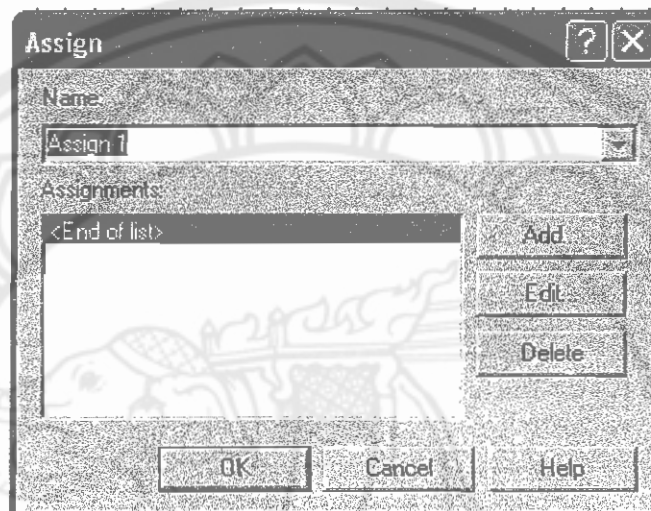 Assign
Name:
Assign 1
Assignments:
<End of list>
Add...
Edit...
Delete
OK
Cancel
Help